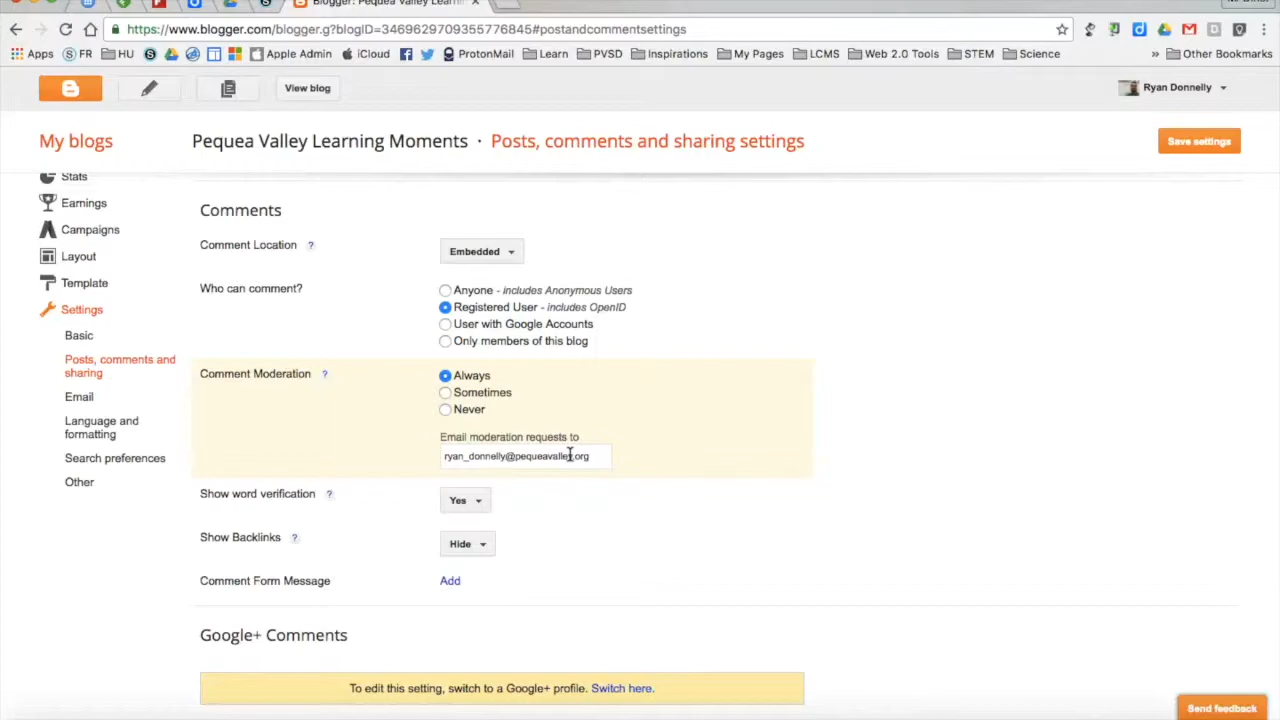 Blogger: Pequea Valley Learni
https://www.blogger.com/blogger.g?blogID=3469629709355776845#postandcommentsettings
Apps FR HU Apple Admin iCloud ProtonMail Learn PVSD Inspirations My Pages LCMS Web 2.0 Tools STEM Science » Other Bookmarks
View blog Ryan Donnelly
My blogs Pequea Valley Learning Moments · Posts, comments and sharing settings Save settings
Stats
Earnings
Campaigns
Layout
Template
Settings
Basic
Posts, comments and
sharing
Email
Language and
formatting
Search preferences
Other
Comments
Comment Location ? Embedded
Who can comment? Anyone - includes Anonymous Users
Registered User - includes OpenID
User with Google Accounts
Only members of this blog
Comment Moderation ? Always
Sometimes
Never
Email moderation requests to
ryan_donnelly@pequeavalley.org
Show word verification ? Yes
Show Backlinks ? Hide
Comment Form Message Add
Google+ Comments
To edit this setting, switch to a Google+ profile. Switch here.
Send feedback